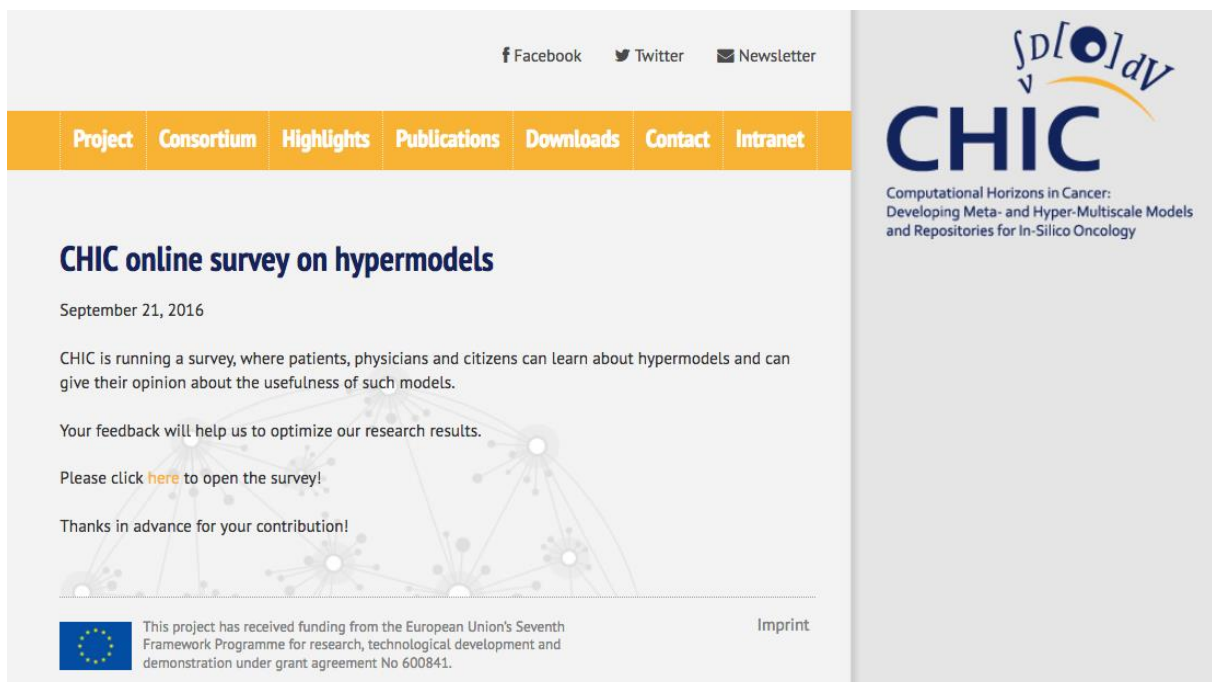 Facebook Twitter Newsletter
Project Consortium Highlights Publications Downloads Contact Intranet
CHIC online survey on hypermodels
September 21, 2016
CHIC is running a survey, where patients, physicians and citizens can learn about hypermodels and can
give their opinion about the usefulness of such models.
Your feedback will help us to optimize our research results.
Please click here to open the survey!
Thanks in advance for your contribution!
This project has received funding from the European Union's Seventh
Framework Programme for research, technological development and
demonstration under grant agreement No 600841.
Imprint
∫D[O]dV
V
CHIC
Computational Horizons in Cancer:
Developing Meta- and Hyper-Multiscale Models
and Repositories for In-Silico Oncology